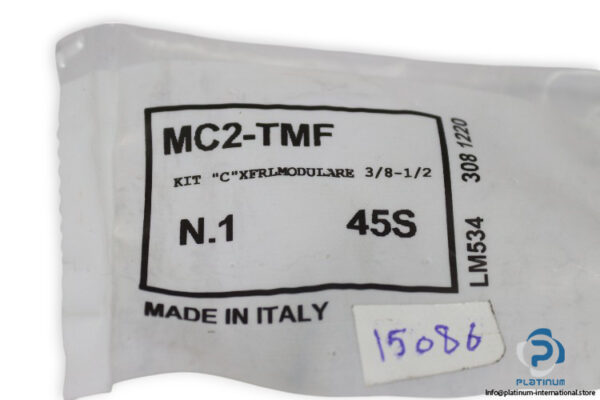 MC2-TMF
KIT "C"XFRLMODULARE 3/8-1/2
N.1 45S
MADE IN ITALY
LM534 308 1220
15086
PLATINUM
Info@platinum-international.store